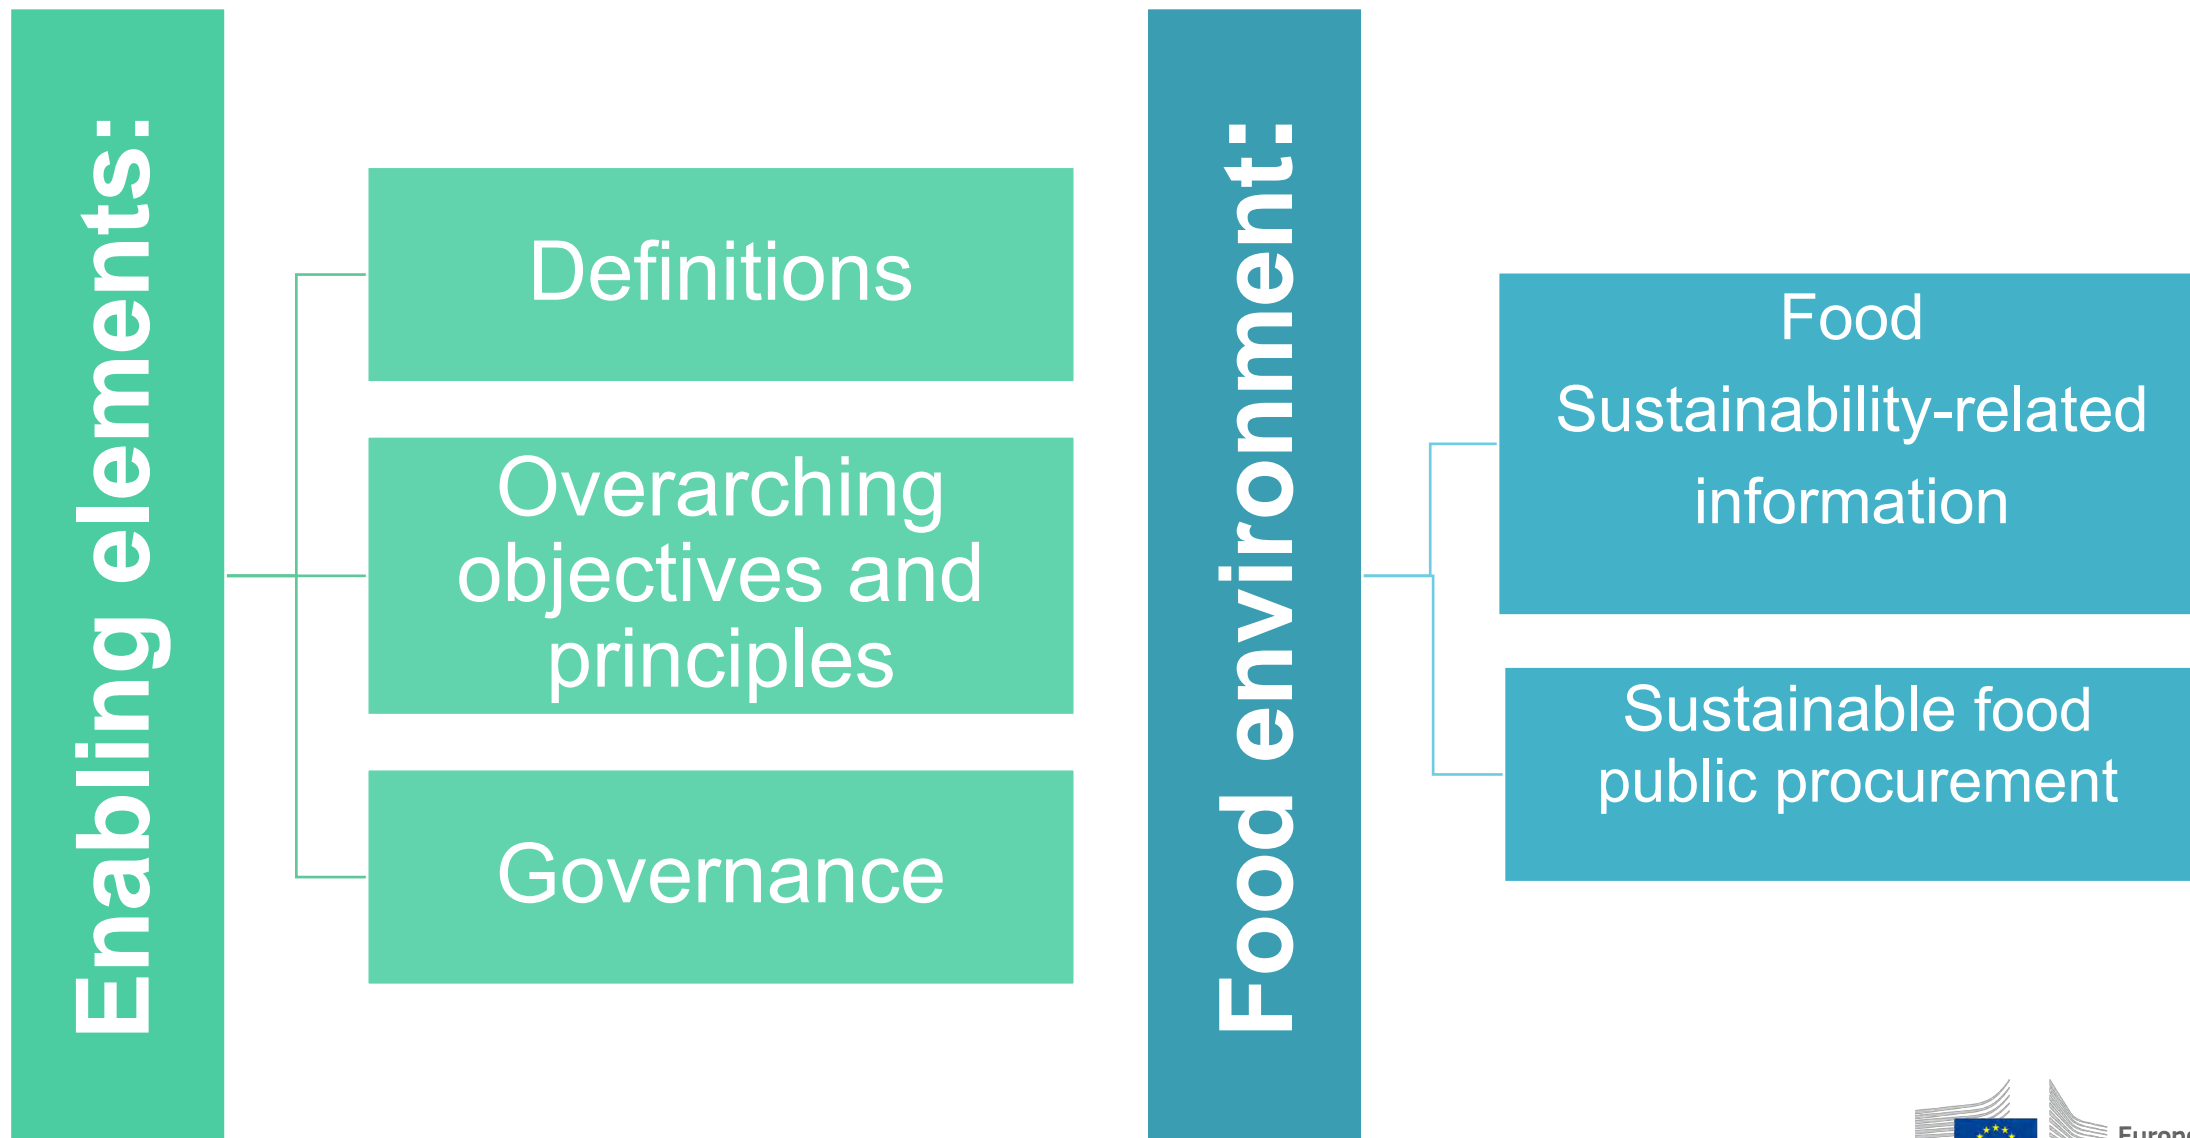 Enabling elements:
Definitions
Overarching
objectives and
principles
Governance
Food environment:
Food
Sustainability-related
information
Sustainable food
public procurement